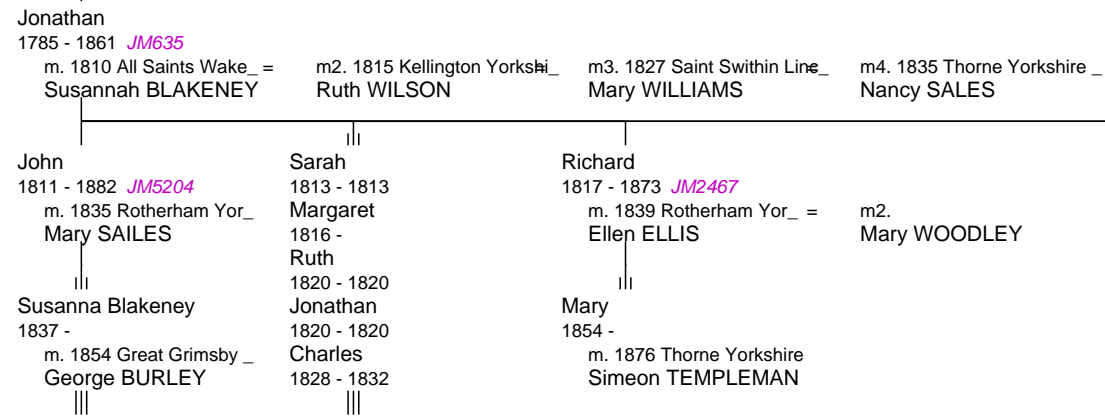 Jonathan
1785 - 1861 JM635
m. 1810 All Saints Wake_ =
Susannah BLAKENEY
m2. 1815 Kellington Yorkshi_
Ruth WILSON
m3. 1827 Saint Swithin Linc_
Mary WILLIAMS
m4. 1835 Thorne Yorkshire _
Nancy SALES
John
1811 - 1882 JM5204
m. 1835 Rotherham Yor_
Mary SAILES
Susanna Blakeney
1837 -
m. 1854 Great Grimsby _
George BURLEY
Sarah
1813 - 1813
Margaret
1816 -
Ruth
1820 - 1820
Jonathan
1820 - 1820
Charles
1828 - 1832
Richard
1817 - 1873 JM2467
m. 1839 Rotherham Yor_ =
Ellen ELLIS
m2.
Mary WOODLEY
Mary
1854 -
m. 1876 Thorne Yorkshire
Simeon TEMPLEMAN